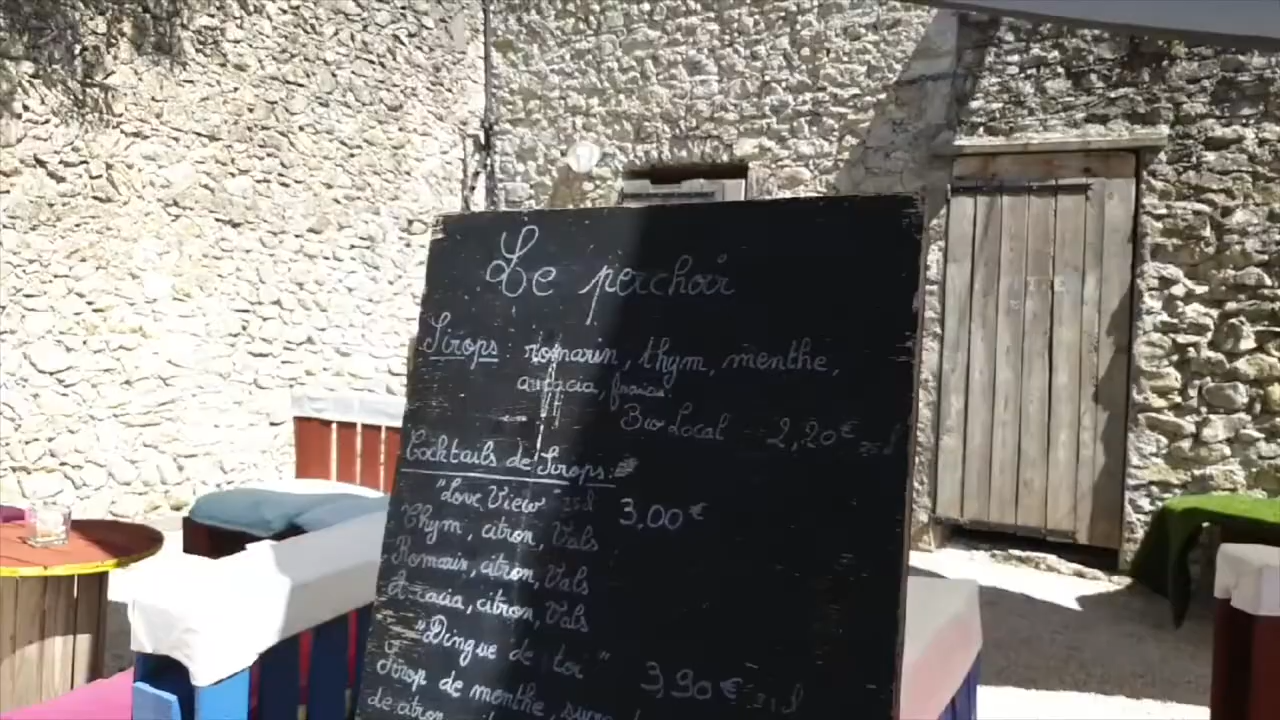 Le perchoir
Sirops : romarin, thym, menthe,
acacia, fraise.
Bio Local 2,20€
Cocktails de Sirops :
"Love View" 25cl 3,00€
Thym, citron, Vals
Romarin, citron, Vals
Acacia, citron, Vals
"Dingue de toi" 3,90€
Sirop de menthe,
de citron,